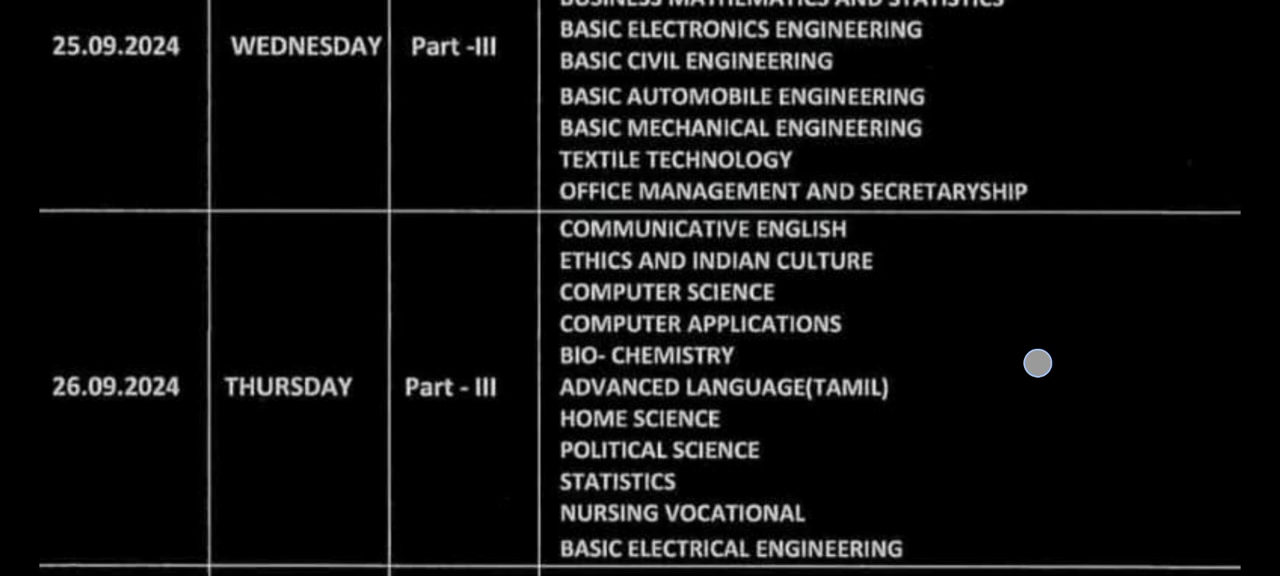 BUSINESS MATHEMATICS AND STATISTICS
25.09.2024 WEDNESDAY Part -III
BASIC ELECTRONICS ENGINEERING
BASIC CIVIL ENGINEERING
BASIC AUTOMOBILE ENGINEERING
BASIC MECHANICAL ENGINEERING
TEXTILE TECHNOLOGY
OFFICE MANAGEMENT AND SECRETARYSHIP
26.09.2024 THURSDAY Part - III
COMMUNICATIVE ENGLISH
ETHICS AND INDIAN CULTURE
COMPUTER SCIENCE
COMPUTER APPLICATIONS
BIO- CHEMISTRY
ADVANCED LANGUAGE(TAMIL)
HOME SCIENCE
POLITICAL SCIENCE
STATISTICS
NURSING VOCATIONAL
BASIC ELECTRICAL ENGINEERING